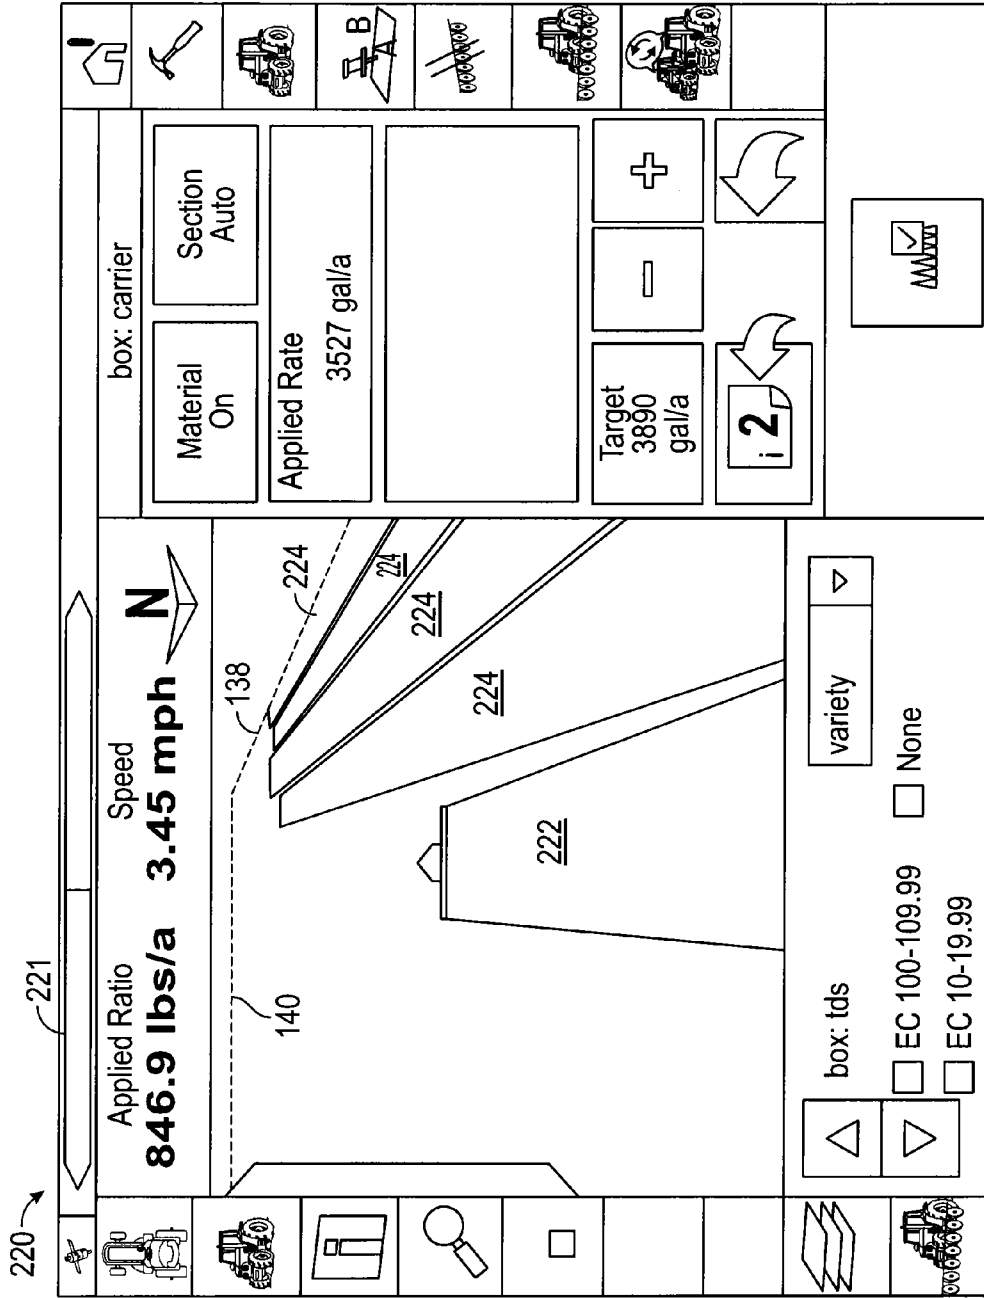 220
221
Applied Ratio
846.9 lbs/a
Speed
3.45 mph
N
138
140
224
224
224
224
222
box: carrier
Material
On
Section
Auto
Applied Rate
3527 gal/a
Target
3890
gal/a
−
+
i 2
A
B
i
box: tds
variety
EC 100-109.99
None
EC 10-19.99